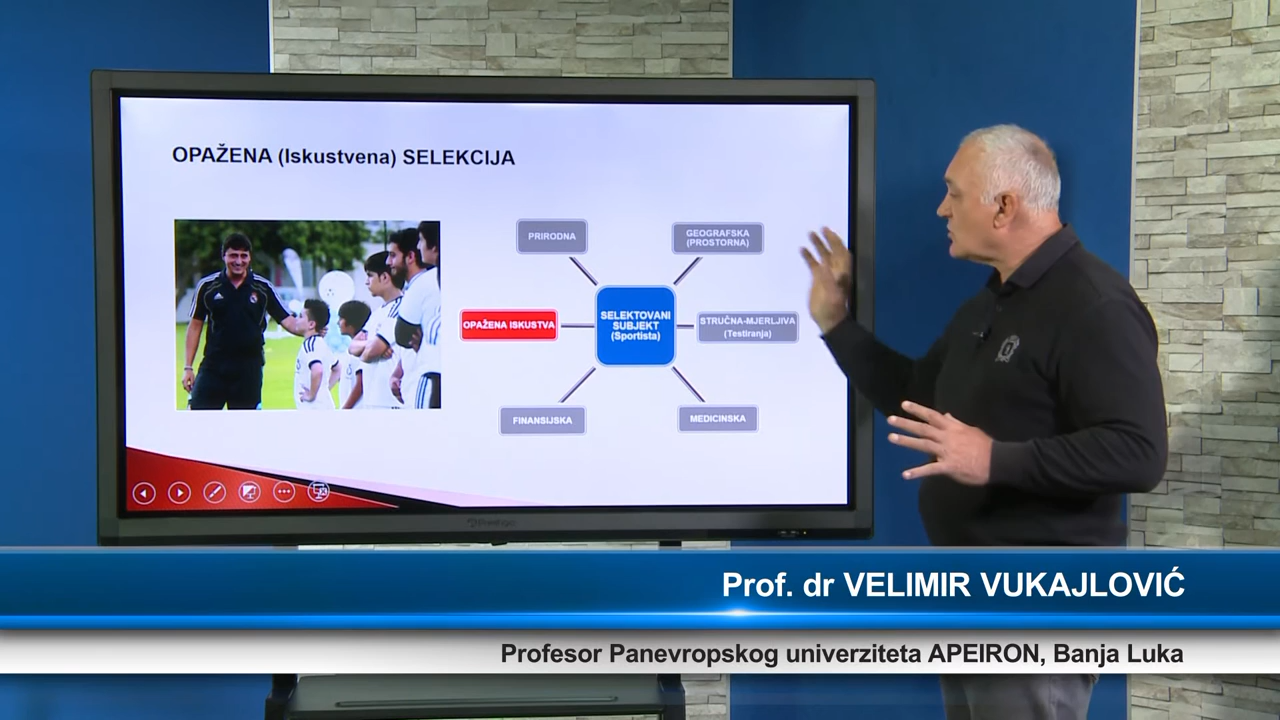 OPAŽENA (Iskustvena) SELEKCIJA
PRIRODNA
GEOGRAFSKA
(PROSTORNA)
OPAŽENA ISKUSTVA
SELEKTOVANI
SUBJEKT
(Sportista)
STRUČNA-MJERLJIVA
(Testiranja)
FINANSIJSKA
MEDICINSKA
Prestigio
Prof. dr VELIMIR VUKAJLOVIĆ
Profesor Panevropskog univerziteta APEIRON, Banja Luka